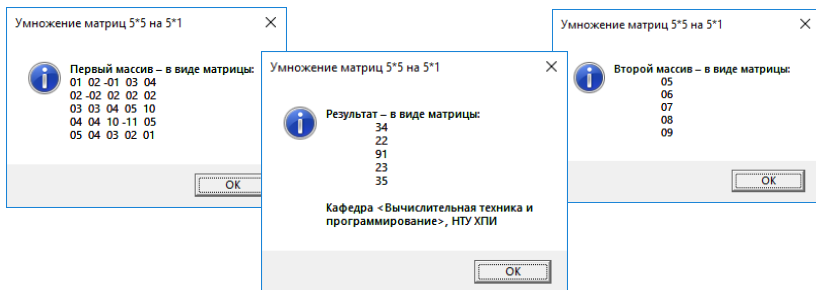 Умножение матриц 5*5 на 5*1
Первый массив – в виде матрицы:
01 02 -01 03 04
02 -02 02 02 02
03 03 04 05 10
04 04 10 -11 05
05 04 03 02 01
OK
Умножение матриц 5*5 на 5*1
Результат – в виде матрицы:
34
22
91
23
35
Кафедра <Вычислительная техника и
программирование>, НТУ ХПИ
OK
Умножение матриц 5*5 на 5*1
Второй массив – в виде матрицы:
05
06
07
08
09
OK